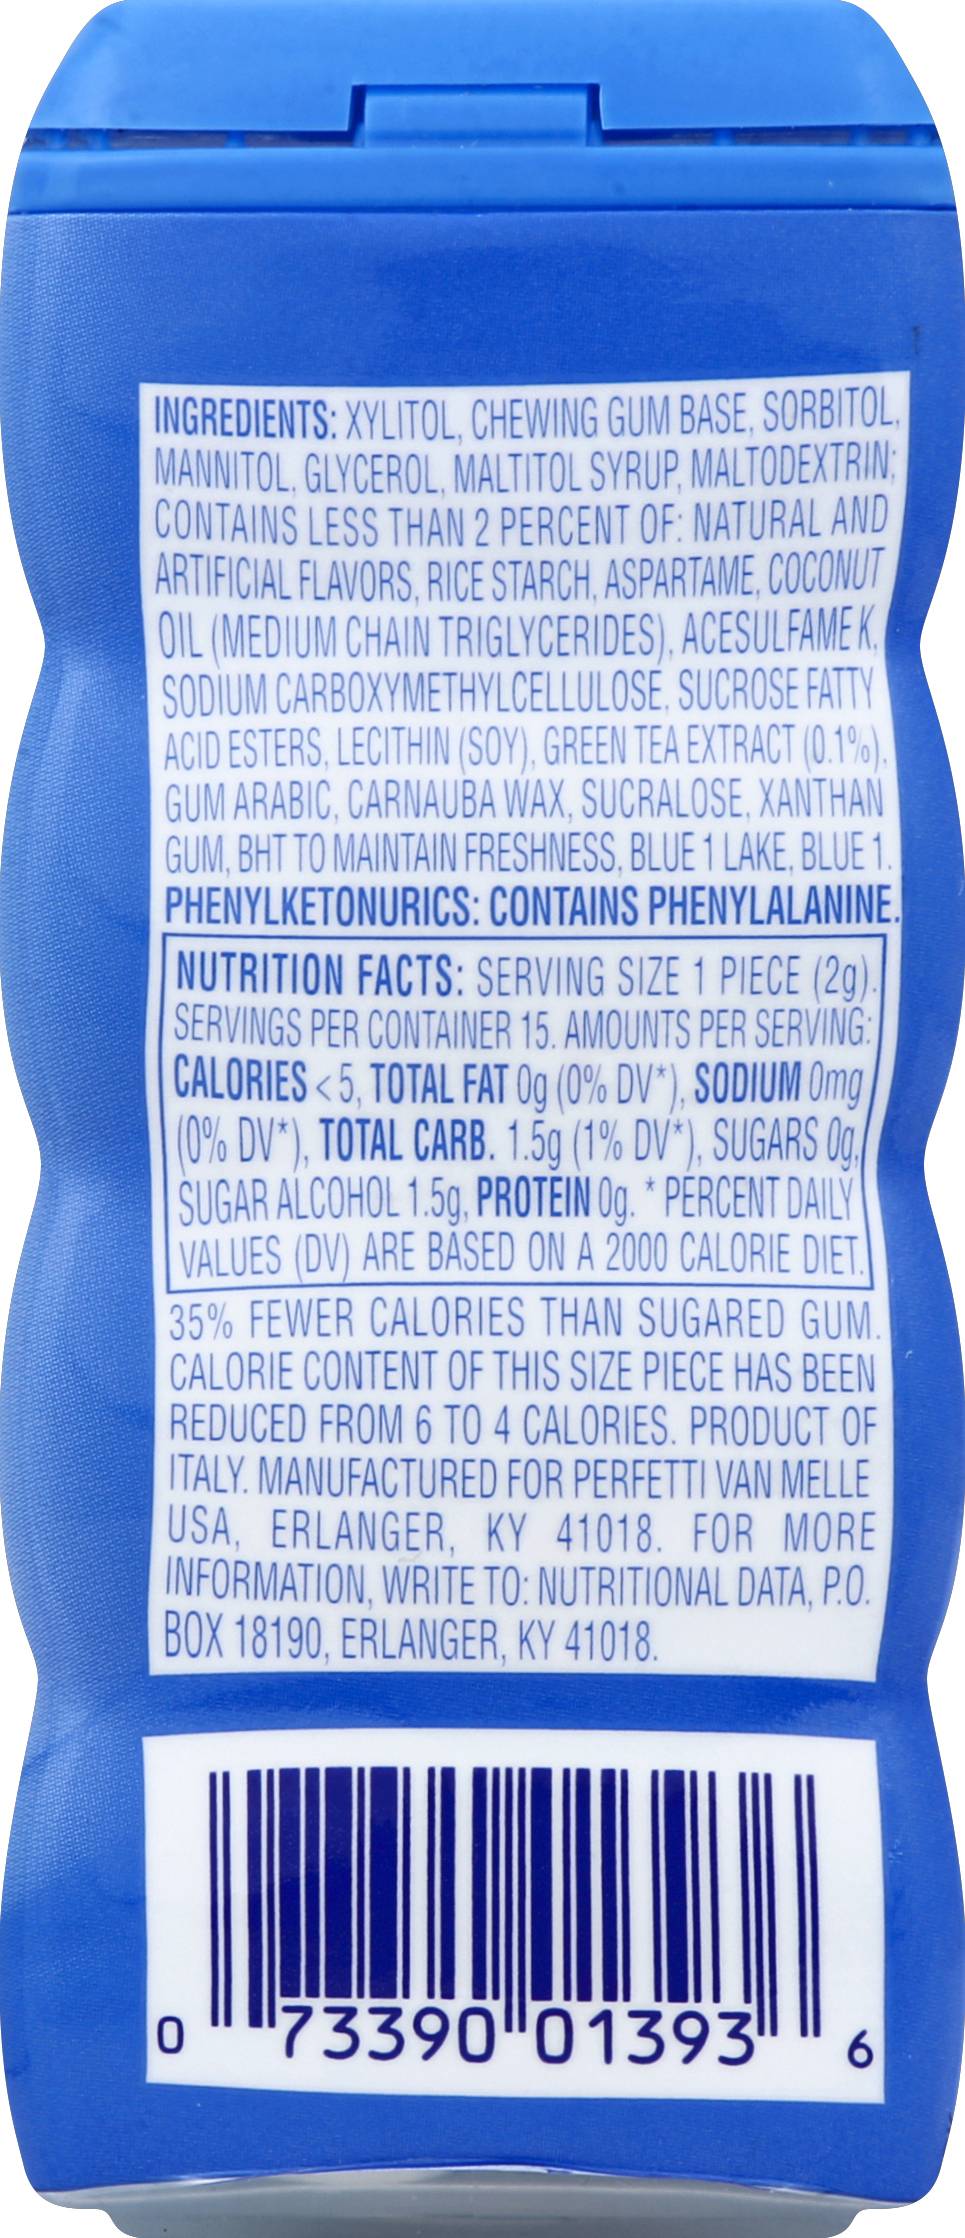 INGREDIENTS: XYLITOL, CHEWING GUM BASE, SORBITOL,
MANNITOL, GLYCEROL, MALTITOL SYRUP, MALTODEXTRIN;
CONTAINS LESS THAN 2 PERCENT OF: NATURAL AND
ARTIFICIAL FLAVORS, RICE STARCH, ASPARTAME, COCONUT
OIL (MEDIUM CHAIN TRIGLYCERIDES), ACESULFAME K,
SODIUM CARBOXYMETHYLCELLULOSE, SUCROSE FATTY
ACID ESTERS, LECITHIN (SOY), GREEN TEA EXTRACT (0.1%),
GUM ARABIC, CARNAUBA WAX, SUCRALOSE, XANTHAN
GUM, BHT TO MAINTAIN FRESHNESS, BLUE 1 LAKE, BLUE 1.
PHENYLKETONURICS: CONTAINS PHENYLALANINE.
NUTRITION FACTS: SERVING SIZE 1 PIECE (2g).
SERVINGS PER CONTAINER 15. AMOUNTS PER SERVING:
CALORIES <5, TOTAL FAT 0g (0% DV*), SODIUM 0mg
(0% DV*), TOTAL CARB. 1.5g (1% DV*), SUGARS 0g,
SUGAR ALCOHOL 1.5g, PROTEIN 0g. * PERCENT DAILY
VALUES (DV) ARE BASED ON A 2000 CALORIE DIET.
35% FEWER CALORIES THAN SUGARED GUM.
CALORIE CONTENT OF THIS SIZE PIECE HAS BEEN
REDUCED FROM 6 TO 4 CALORIES. PRODUCT OF
ITALY. MANUFACTURED FOR PERFETTI VAN MELLE
USA, ERLANGER, KY 41018. FOR MORE
INFORMATION, WRITE TO: NUTRITIONAL DATA, P.O.
BOX 18190, ERLANGER, KY 41018.
0 73390 01393 6